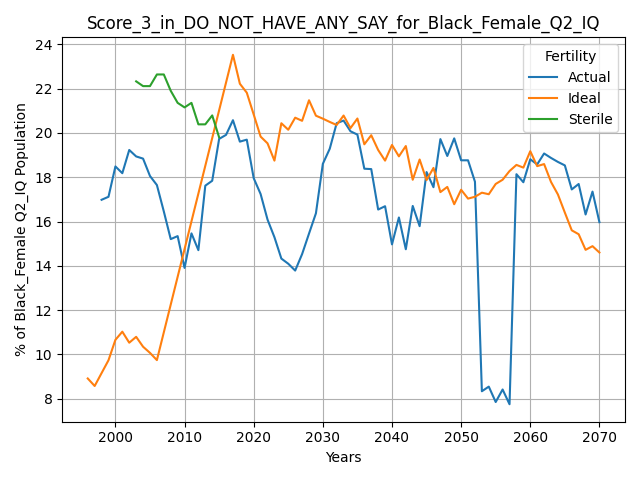 Score_3_in_DO_NOT_HAVE_ANY_SAY_for_Black_Female_Q2_IQ
% of Black_Female Q2_IQ Population
24
22
20
18
16
14
12
10
8
Fertility
Actual
Ideal
Sterile
2000 2010 2020 2030 2040 2050 2060 2070
Years